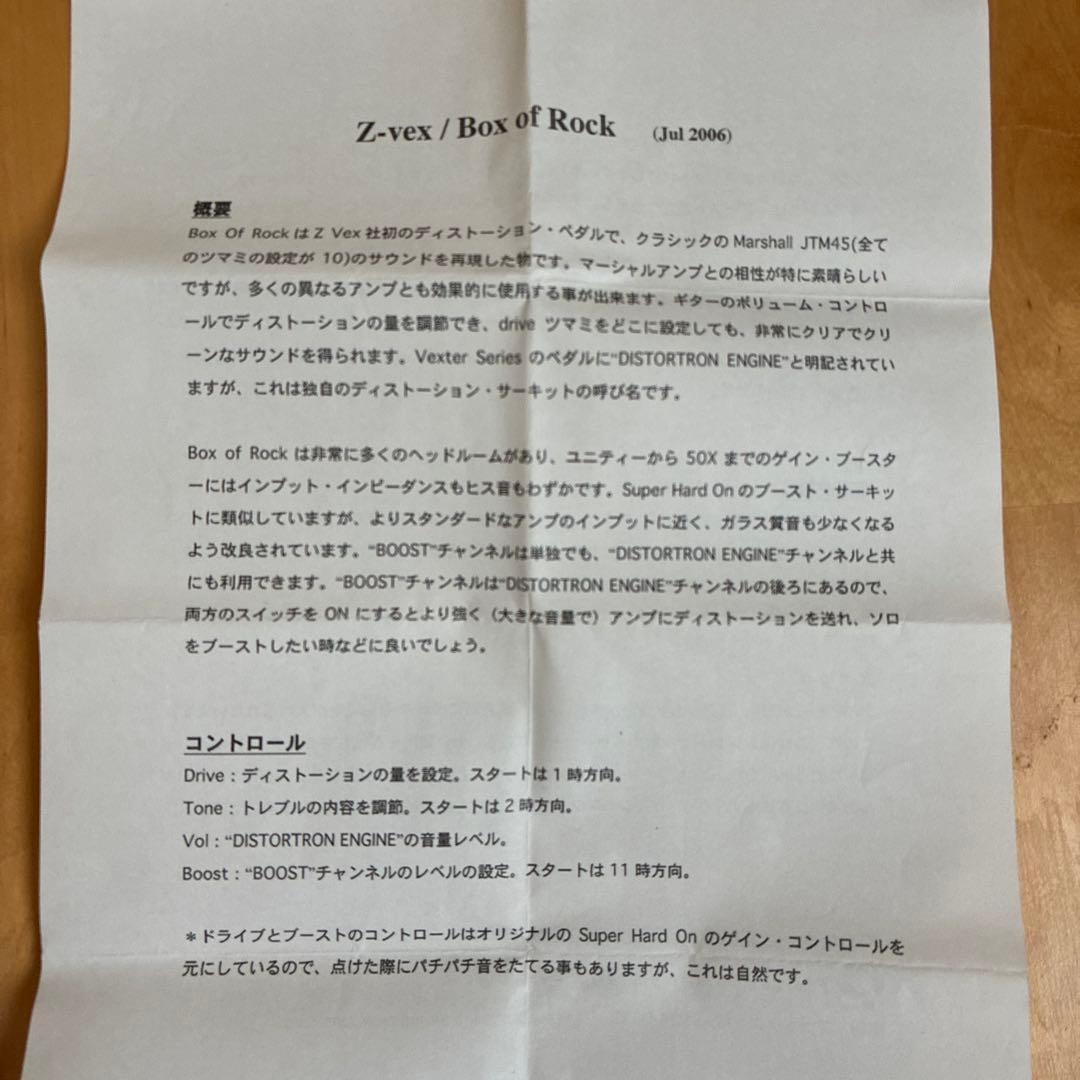 Z-vex / Box of Rock (Jul 2006)
概要
Box Of Rock は Z Vex 社初のディストーション・ペダルで、クラシックの Marshall JTM45(全て
のツマミの設定が 10)のサウンドを再現した物です。マーシャルアンプとの相性が特に素晴らしい
ですが、多くの異なるアンプとも効果的に使用する事が出来ます。ギターのボリューム・コントロ
ールでディストーションの量を調節でき、drive ツマミをどこに設定しても、非常にクリアでクリ
ーンなサウンドを得られます。Vexter Series のペダルに“DISTORTRON ENGINE”と明記されてい
ますが、これは独自のディストーション・サーキットの呼び名です。
Box of Rock は非常に多くのヘッドルームがあり、ユニティーから 50X までのゲイン・ブースタ
ーにはインプット・インピーダンスもヒス音もわずかです。Super Hard On のブースト・サーキッ
トに類似していますが、よりスタンダードなアンプのインプットに近く、ガラス質音も少なくなる
よう改良されています。“BOOST”チャンネルは単独でも、“DISTORTRON ENGINE”チャンネルと共
にも利用できます。“BOOST”チャンネルは“DISTORTRON ENGINE”チャンネルの後ろにあるので、
両方のスイッチを ON にするとより強く（大きな音量で）アンプにディストーションを送れ、ソロ
をブーストしたい時などに良いでしょう。
コントロール
Drive : ディストーションの量を設定。スタートは 1 時方向。
Tone : トレブルの内容を調節。スタートは 2 時方向。
Vol : “DISTORTRON ENGINE”の音量レベル。
Boost : “BOOST”チャンネルのレベルの設定。スタートは 11 時方向。
＊ドライブとブーストのコントロールはオリジナルの Super Hard On のゲイン・コントロールを
元にしているので、点けた際にパチパチ音をたてる事もありますが、これは自然です。